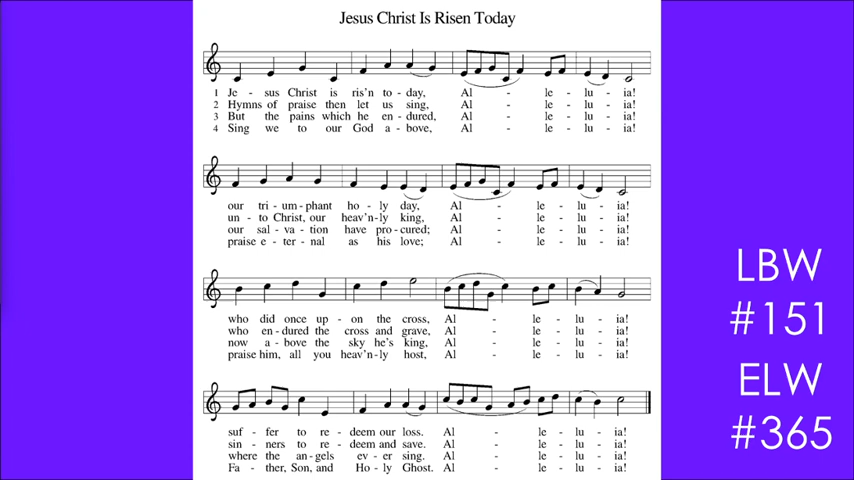 Jesus Christ Is Risen Today
1 Je - sus Christ is ris'n to - day, Al - le - lu - ia!
2 Hymns of praise then let us sing, Al - le - lu - ia!
3 But the pains which he en - dured, Al - le - lu - ia!
4 Sing we to our God a - bove, Al - le - lu - ia!
our tri - um - phant ho - ly day, Al - le - lu - ia!
un - to Christ, our heav'n - ly king, Al - le - lu - ia!
our sal - va - tion have pro - cured; Al - le - lu - ia!
praise e - ter - nal as his love; Al - le - lu - ia!
who did once up - on the cross, Al - le - lu - ia!
who en - dured the cross and grave, Al - le - lu - ia!
now a - bove the sky he's king, Al - le - lu - ia!
praise him, all you heav'n - ly host, Al - le - lu - ia!
suf - fer to re - deem our loss. Al - le - lu - ia!
sin - ners to re - deem and save. Al - le - lu - ia!
where the an - gels ev - er sing. Al - le - lu - ia!
Fa - ther, Son, and Ho - ly Ghost. Al - le - lu - ia!
LBW
#151
ELW
#365